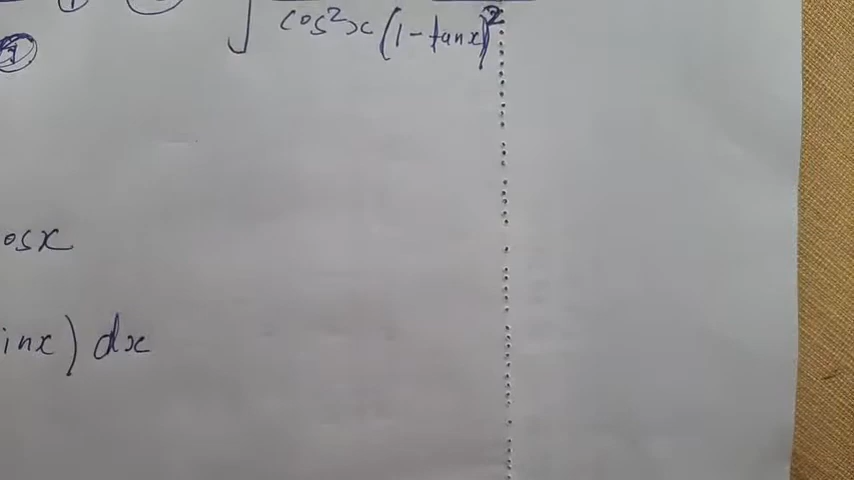 ∫ cos²x(1-tanx)²
osx
inx) dx